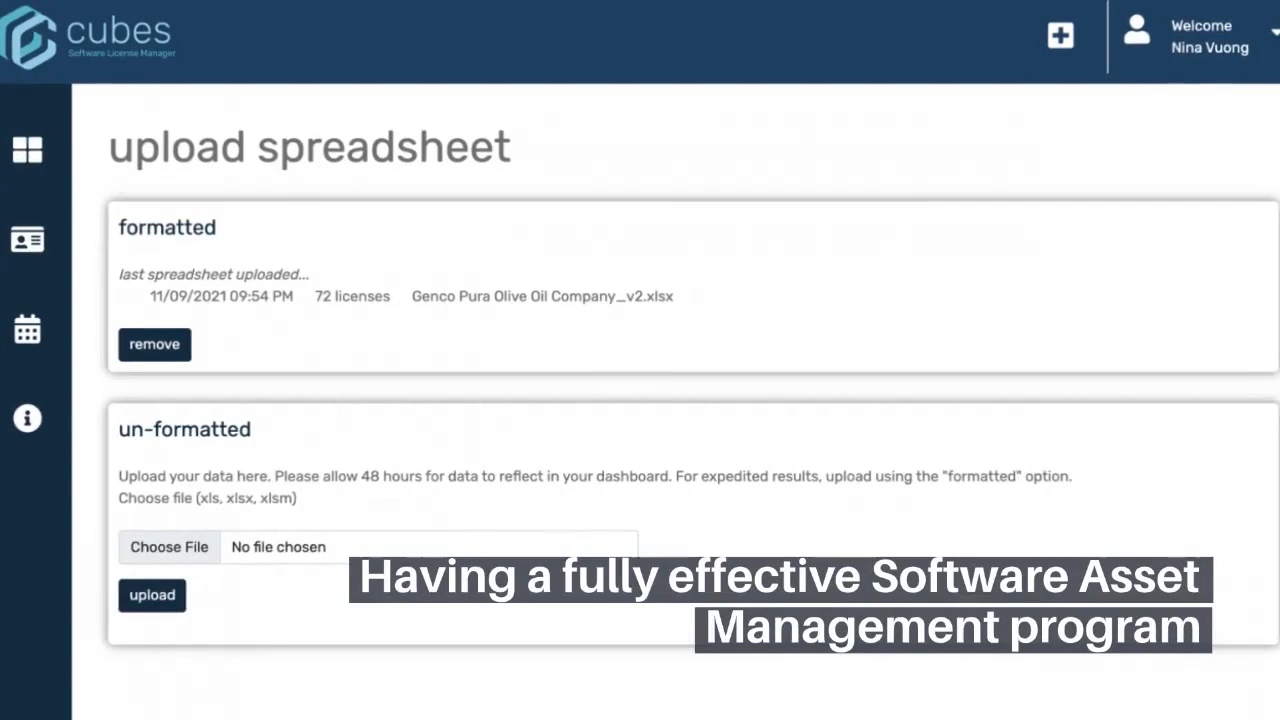 cubes
Software License Manager
Welcome
Nina Vuong
upload spreadsheet
formatted
last spreadsheet uploaded...
11/09/2021 09:54 PM 72 licenses Genco Pura Olive Oil Company_v2.xlsx
remove
un-formatted
Upload your data here. Please allow 48 hours for data to reflect in your dashboard. For expedited results, upload using the "formatted" option.
Choose file (xls, xlsx, xlsm)
Choose File No file chosen
upload
Having a fully effective Software Asset
Management program